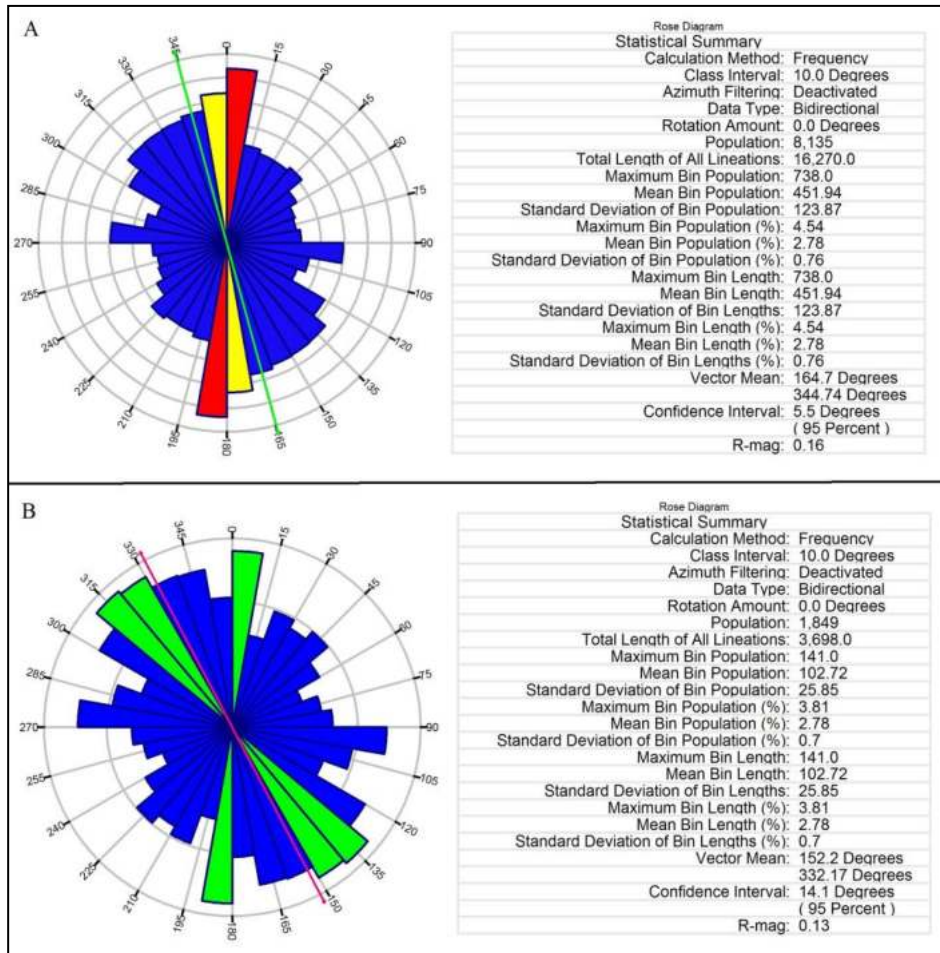 A
0
15
30
45
60
75
90
105
120
135
150
165
180
195
210
225
240
255
270
285
300
315
330
345
Rose Diagram
Statistical Summary
Calculation Method: Frequency
Class Interval: 10.0 Degrees
Azimuth Filtering: Deactivated
Data Type: Bidirectional
Rotation Amount: 0.0 Degrees
Population: 8,135
Total Length of All Lineations: 16,270.0
Maximum Bin Population: 738.0
Mean Bin Population: 451.94
Standard Deviation of Bin Population: 123.87
Maximum Bin Population (%): 4.54
Mean Bin Population (%): 2.78
Standard Deviation of Bin Population (%): 0.76
Maximum Bin Length: 738.0
Mean Bin Length: 451.94
Standard Deviation of Bin Lengths: 123.87
Maximum Bin Length (%): 4.54
Mean Bin Length (%): 2.78
Standard Deviation of Bin Lengths (%): 0.76
Vector Mean: 164.7 Degrees
344.74 Degrees
Confidence Interval: 5.5 Degrees
( 95 Percent )
R-mag: 0.16
B
0
15
30
45
60
75
90
105
120
135
150
165
180
195
210
225
240
255
270
285
300
315
330
345
Rose Diagram
Statistical Summary
Calculation Method: Frequency
Class Interval: 10.0 Degrees
Azimuth Filtering: Deactivated
Data Type: Bidirectional
Rotation Amount: 0.0 Degrees
Population: 1,849
Total Length of All Lineations: 3,698.0
Maximum Bin Population: 141.0
Mean Bin Population: 102.72
Standard Deviation of Bin Population: 25.85
Maximum Bin Population (%): 3.81
Mean Bin Population (%): 2.78
Standard Deviation of Bin Population (%): 0.7
Maximum Bin Length: 141.0
Mean Bin Length: 102.72
Standard Deviation of Bin Lengths: 25.85
Maximum Bin Length (%): 3.81
Mean Bin Length (%): 2.78
Standard Deviation of Bin Lengths (%): 0.7
Vector Mean: 152.2 Degrees
332.17 Degrees
Confidence Interval: 14.1 Degrees
( 95 Percent )
R-mag: 0.13